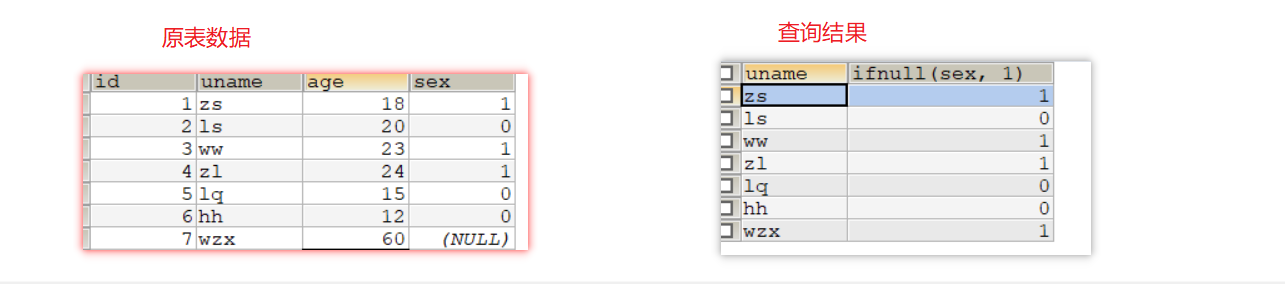 原表数据
id uname age sex
1 zs 18 1
2 ls 20 0
3 ww 23 1
4 zl 24 1
5 lq 15 0
6 hh 12 0
7 wzx 60 (NULL)
查询结果
uname ifnull(sex, 1)
zs 1
ls 0
ww 1
zl 1
lq 0
hh 0
wzx 1